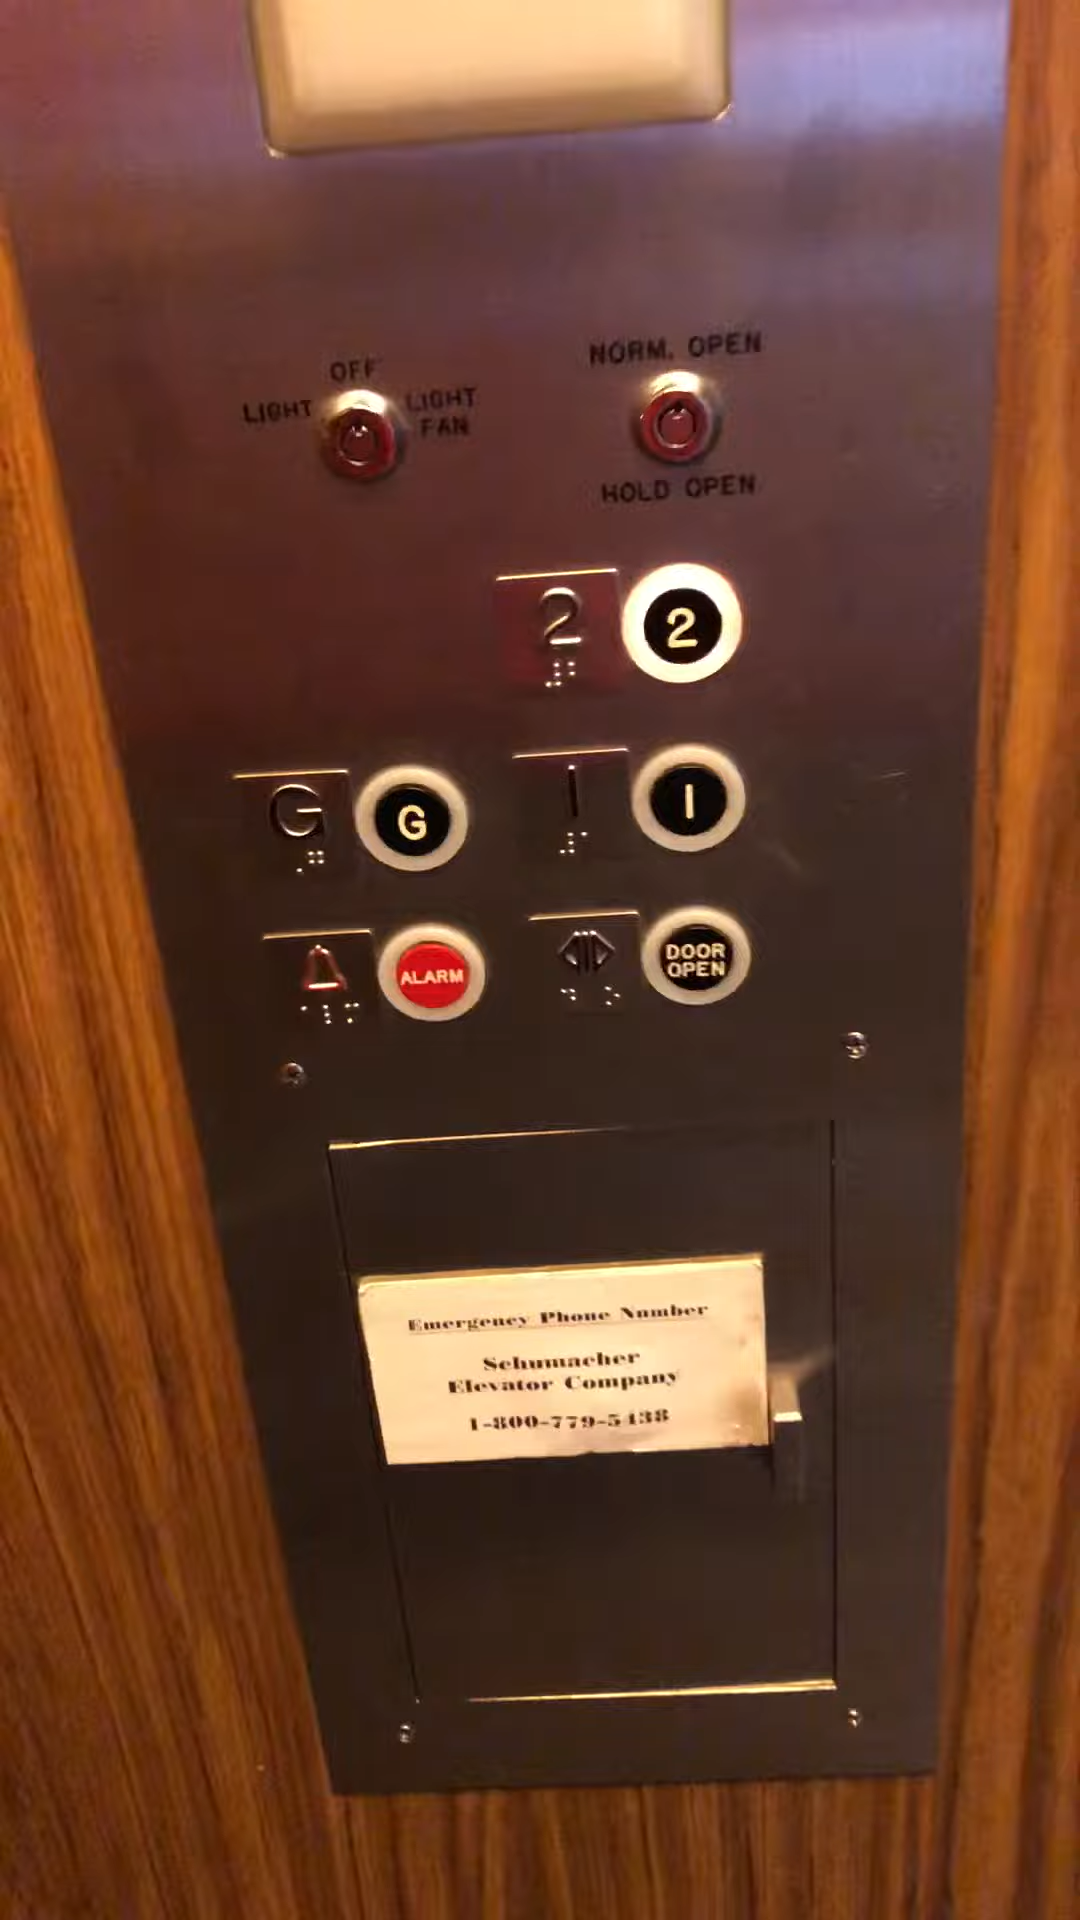 OFF
LIGHT
LIGHT
FAN
NORM. OPEN
HOLD OPEN
2
2
G
G
1
1
ALARM
DOOR
OPEN
Emergency Phone Number
Schumacher
Elevator Company
1-800-779-5438